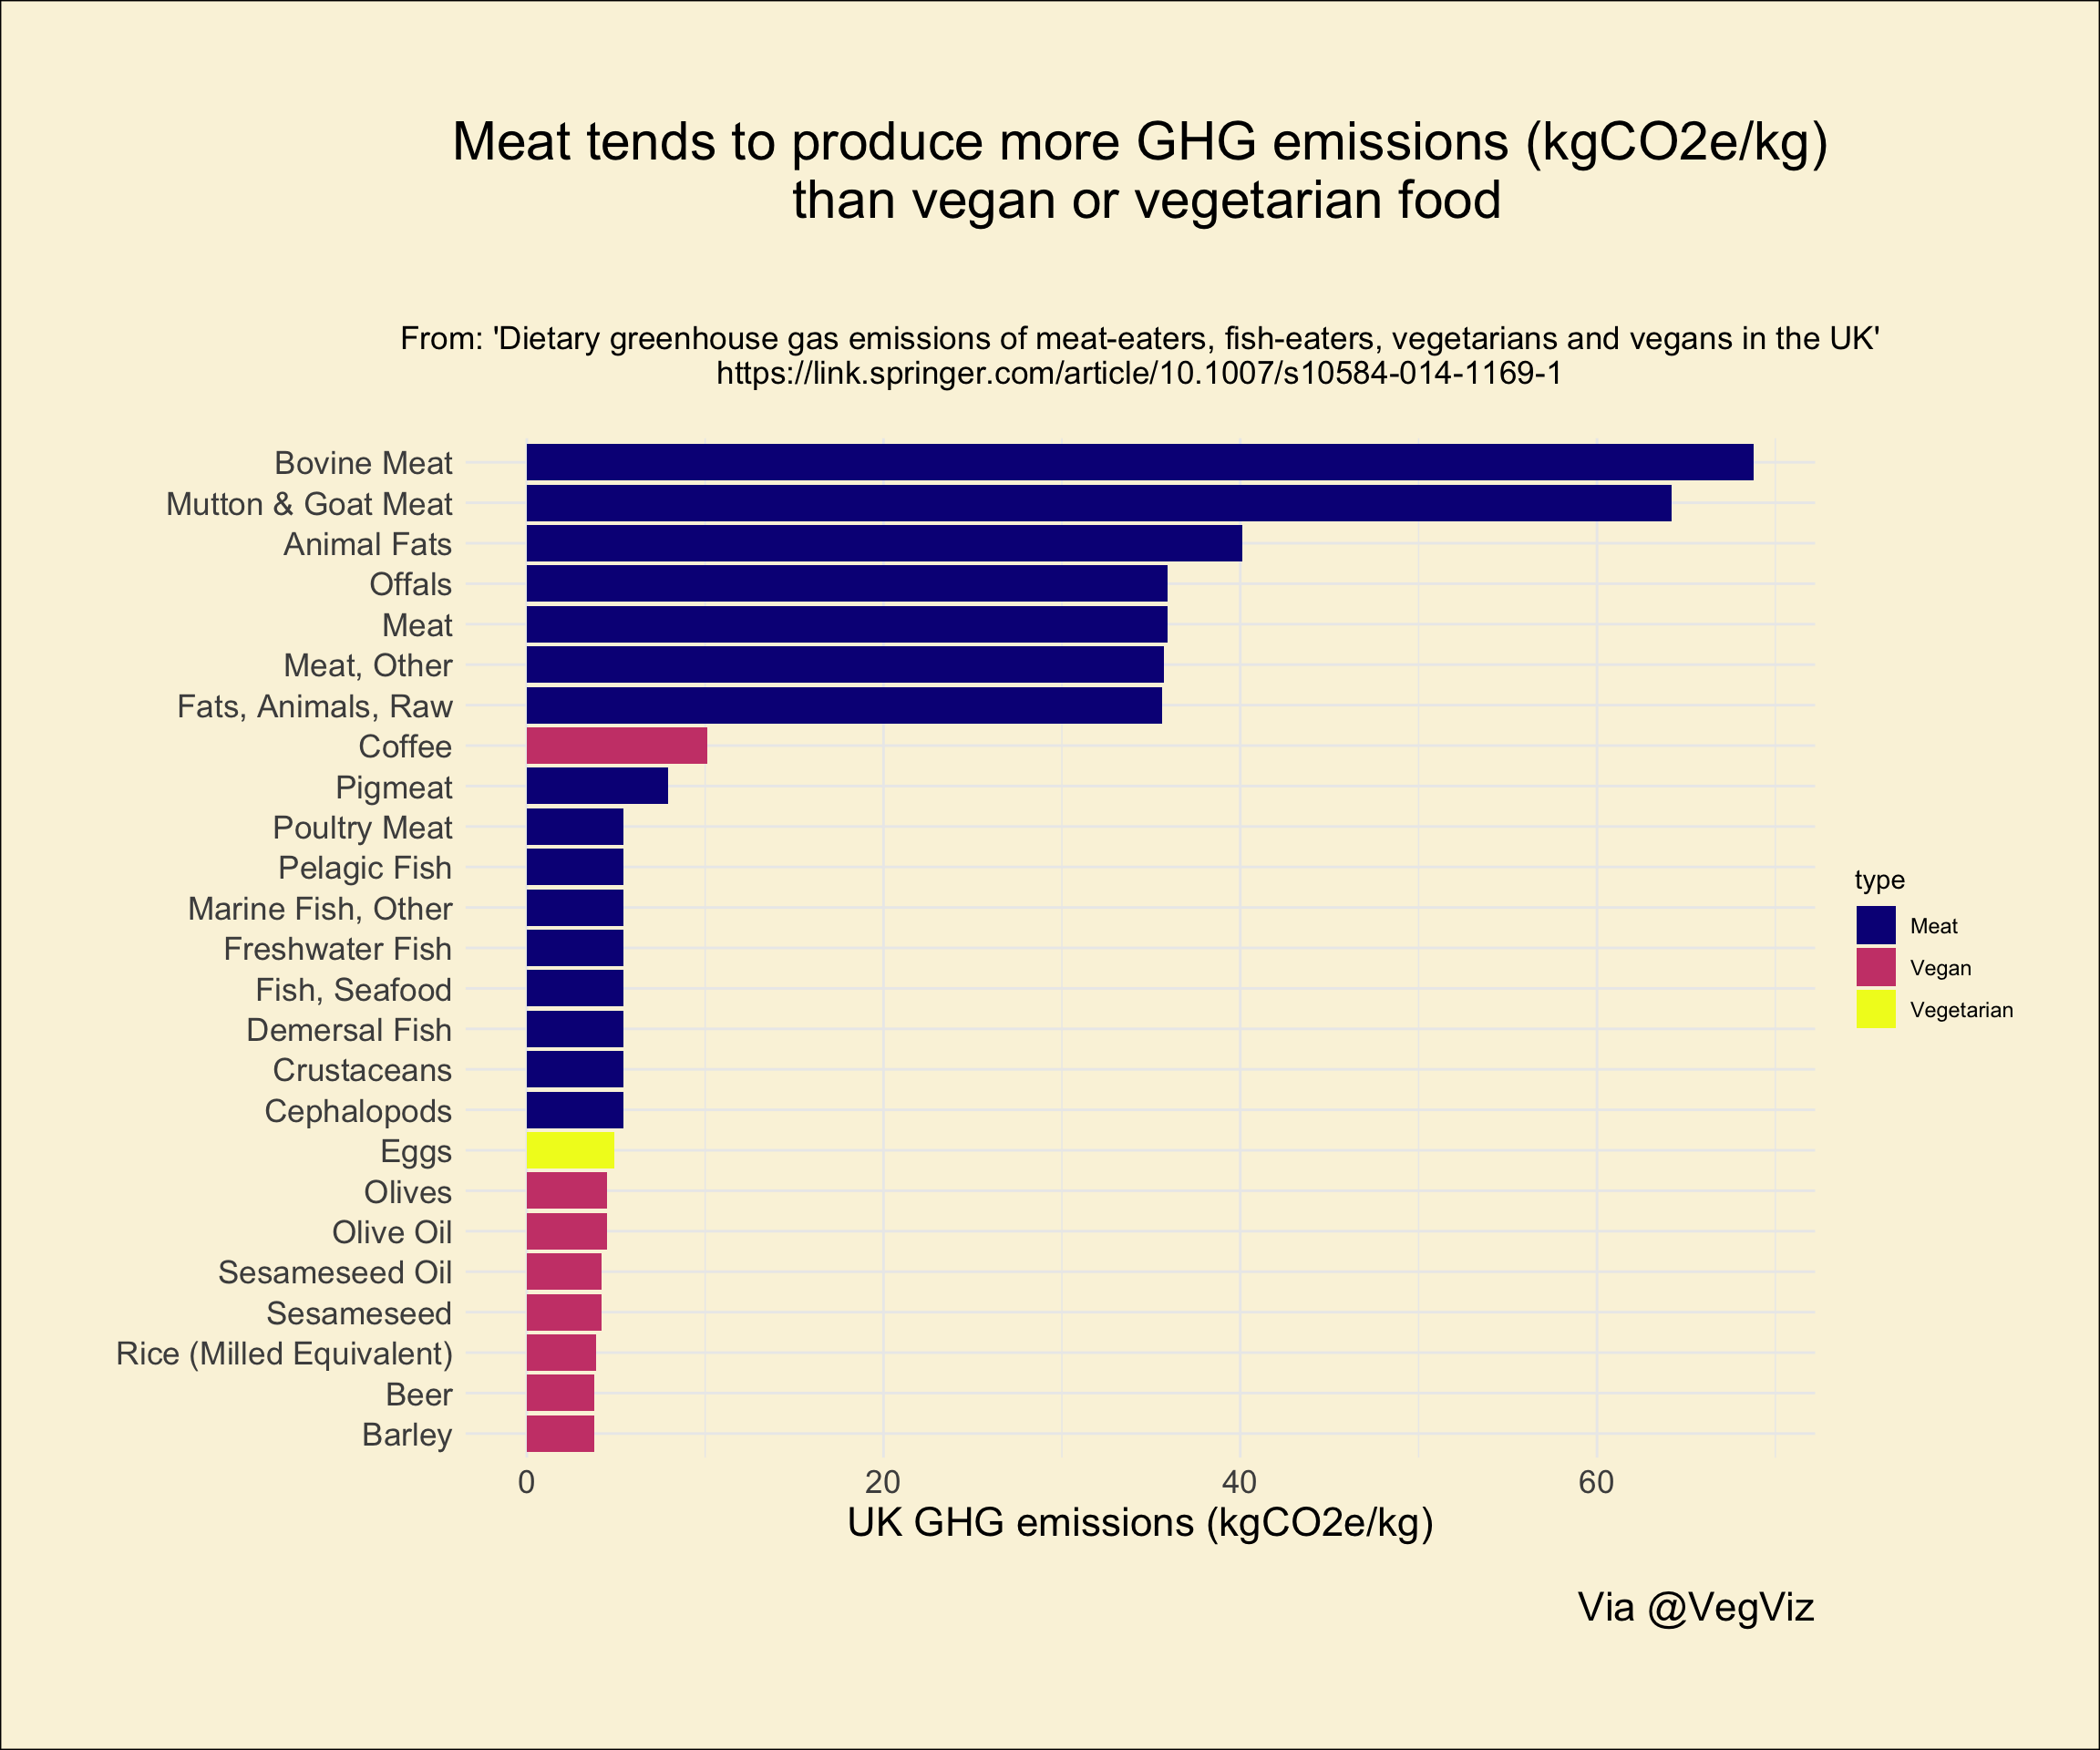 Meat tends to produce more GHG emissions (kgCO2e/kg)
than vegan or vegetarian food
From: 'Dietary greenhouse gas emissions of meat-eaters, fish-eaters, vegetarians and vegans in the UK'
https://link.springer.com/article/10.1007/s10584-014-1169-1
Bovine Meat
Mutton & Goat Meat
Animal Fats
Offals
Meat
Meat, Other
Fats, Animals, Raw
Coffee
Pigmeat
Poultry Meat
Pelagic Fish
Marine Fish, Other
Freshwater Fish
Fish, Seafood
Demersal Fish
Crustaceans
Cephalopods
Eggs
Olives
Olive Oil
Sesameseed Oil
Sesameseed
Rice (Milled Equivalent)
Beer
Barley
0 20 40 60
UK GHG emissions (kgCO2e/kg)
type
Meat
Vegan
Vegetarian
Via @VegViz